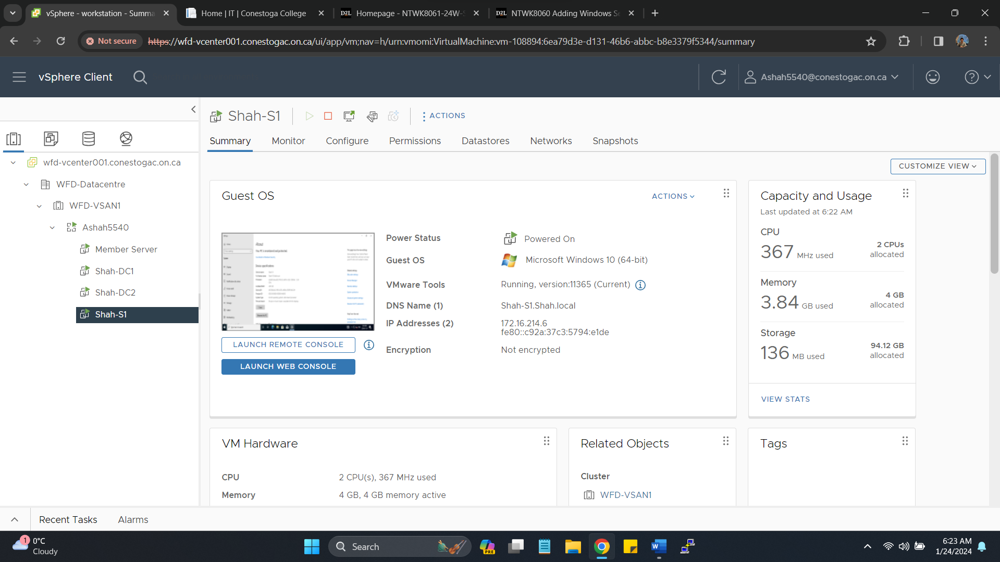 vSphere - workstation - Summa
Home | IT | Conestoga College
D2L Homepage - NTWK8061-24W-S
D2L NTWK8060 Adding Windows Se
Not secure
https://wfd-vcenter001.conestogac.on.ca/ui/app/vm;nav=h/urn:vmomi:VirtualMachine:vm-108894:6ea79d3e-d131-46b6-abbc-b8e3379f5344/summary
vSphere Client
Ashah5540@conestogac.on.ca
wfd-vcenter001.conestogac.on.ca
WFD-Datacentre
WFD-VSAN1
Ashah5540
Member Server
Shah-DC1
Shah-DC2
Shah-S1
Shah-S1
ACTIONS
Summary
Monitor
Configure
Permissions
Datastores
Networks
Snapshots
CUSTOMIZE VIEW
Guest OS
ACTIONS
Power Status
Powered On
Guest OS
Microsoft Windows 10 (64-bit)
VMware Tools
Running, version:11365 (Current)
DNS Name (1)
Shah-S1.Shah.local
IP Addresses (2)
172.16.214.6
fe80::c92a:37c3:5794:e1de
Encryption
Not encrypted
LAUNCH REMOTE CONSOLE
LAUNCH WEB CONSOLE
Capacity and Usage
Last updated at 6:22 AM
CPU
367 MHz used
2 CPUs
allocated
Memory
3.84 GB used
4 GB
allocated
Storage
136 MB used
94.12 GB
allocated
VIEW STATS
VM Hardware
CPU
2 CPU(s), 367 MHz used
Memory
4 GB, 4 GB memory active
Related Objects
Cluster
WFD-VSAN1
Tags
Recent Tasks
Alarms
1
0°C
Cloudy
Search
PRE
W
6:23 AM
1/24/2024